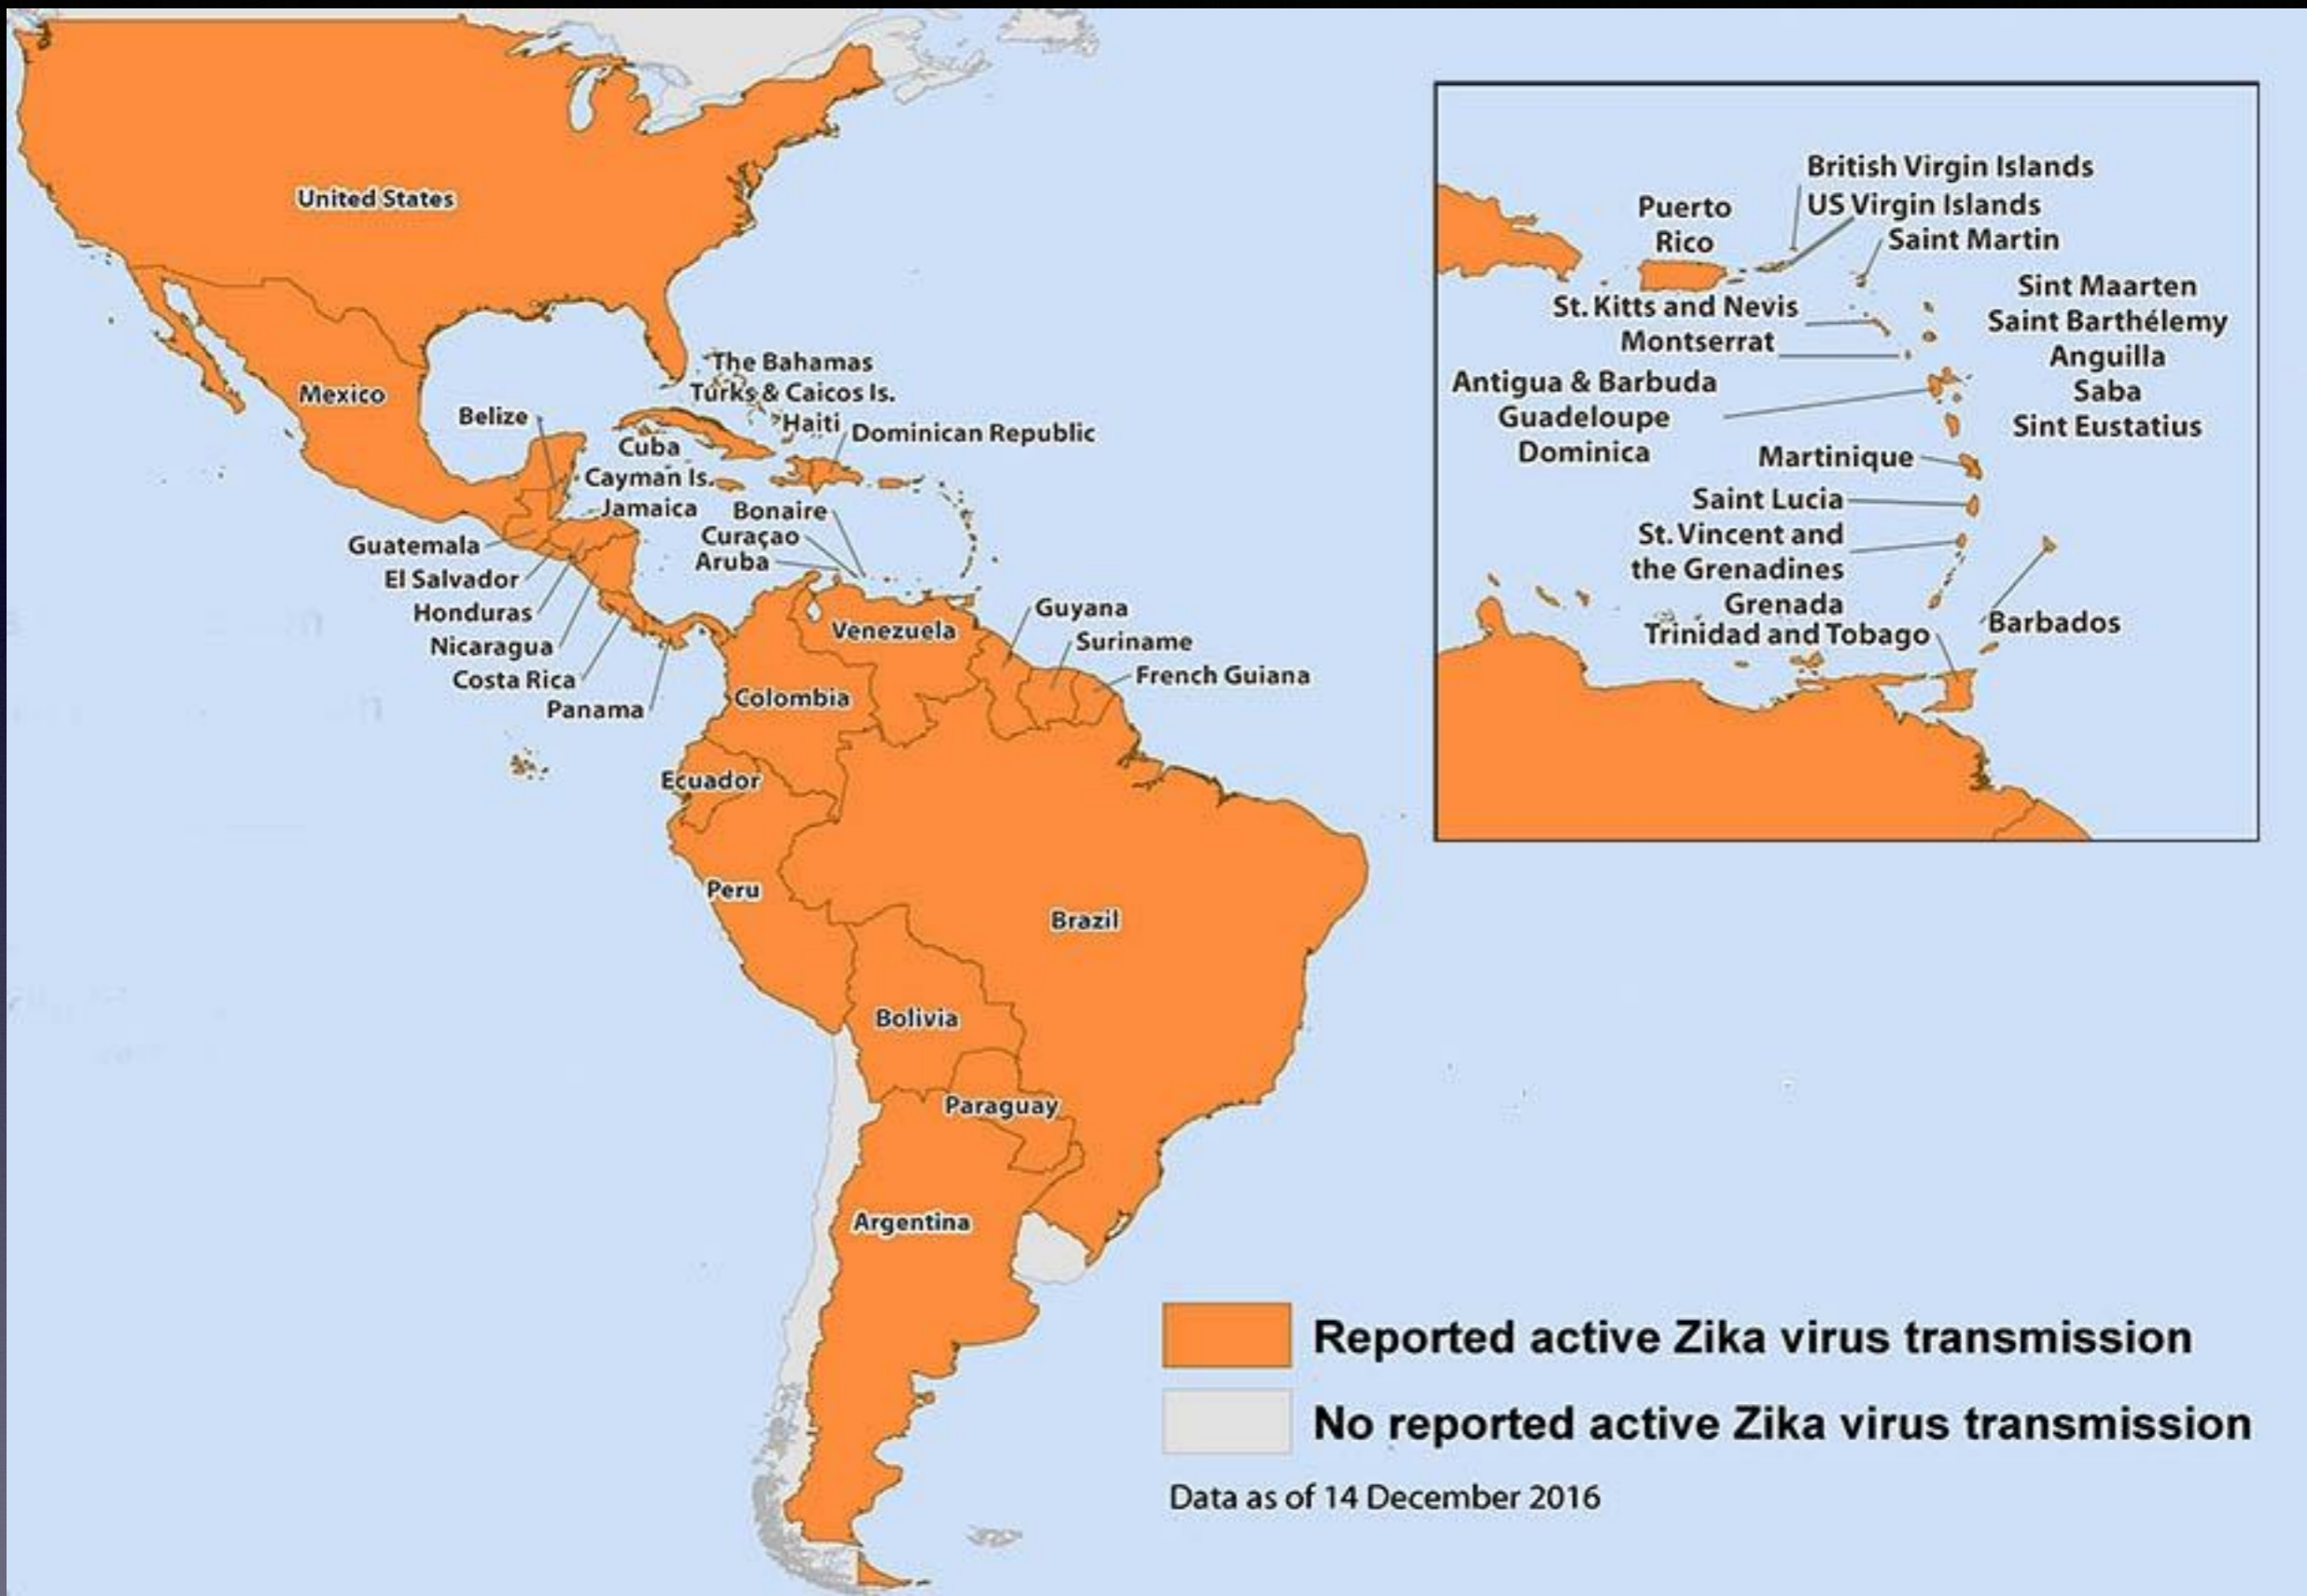 United States
Mexico
The Bahamas
Turks & Caicos Is.
Belize
Haiti
Dominican Republic
Cuba
Cayman Is.
Jamaica
Bonaire
Curaçao
Aruba
Guatemala
El Salvador
Honduras
Nicaragua
Costa Rica
Panama
Guyana
Suriname
French Guiana
Venezuela
Colombia
Ecuador
Peru
Brazil
Bolivia
Paraguay
Argentina
British Virgin Islands
US Virgin Islands
Saint Martin
Puerto
Rico
St. Kitts and Nevis
Montserrat
Sint Maarten
Saint Barthélemy
Anguilla
Saba
Sint Eustatius
Antigua & Barbuda
Guadeloupe
Dominica
Martinique
Saint Lucia
St. Vincent and
the Grenadines
Grenada
Trinidad and Tobago
Barbados
Reported active Zika virus transmission
No reported active Zika virus transmission
Data as of 14 December 2016